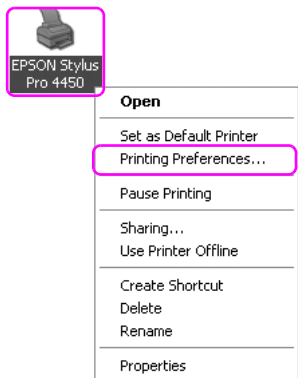 EPSON Stylus
Pro 4450
Open
Set as Default Printer
Printing Preferences...
Pause Printing
Sharing...
Use Printer Offline
Create Shortcut
Delete
Rename
Properties